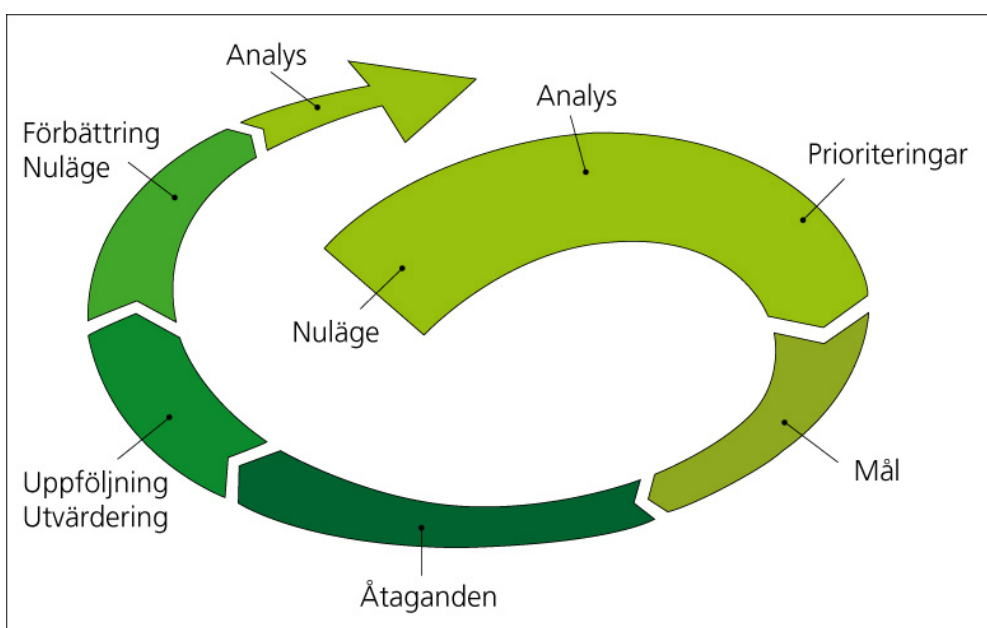 Analys
Analys
Förbättring
Nuläge
Prioriteringar
Nuläge
Mål
Uppföljning
Utvärdering
Åtaganden